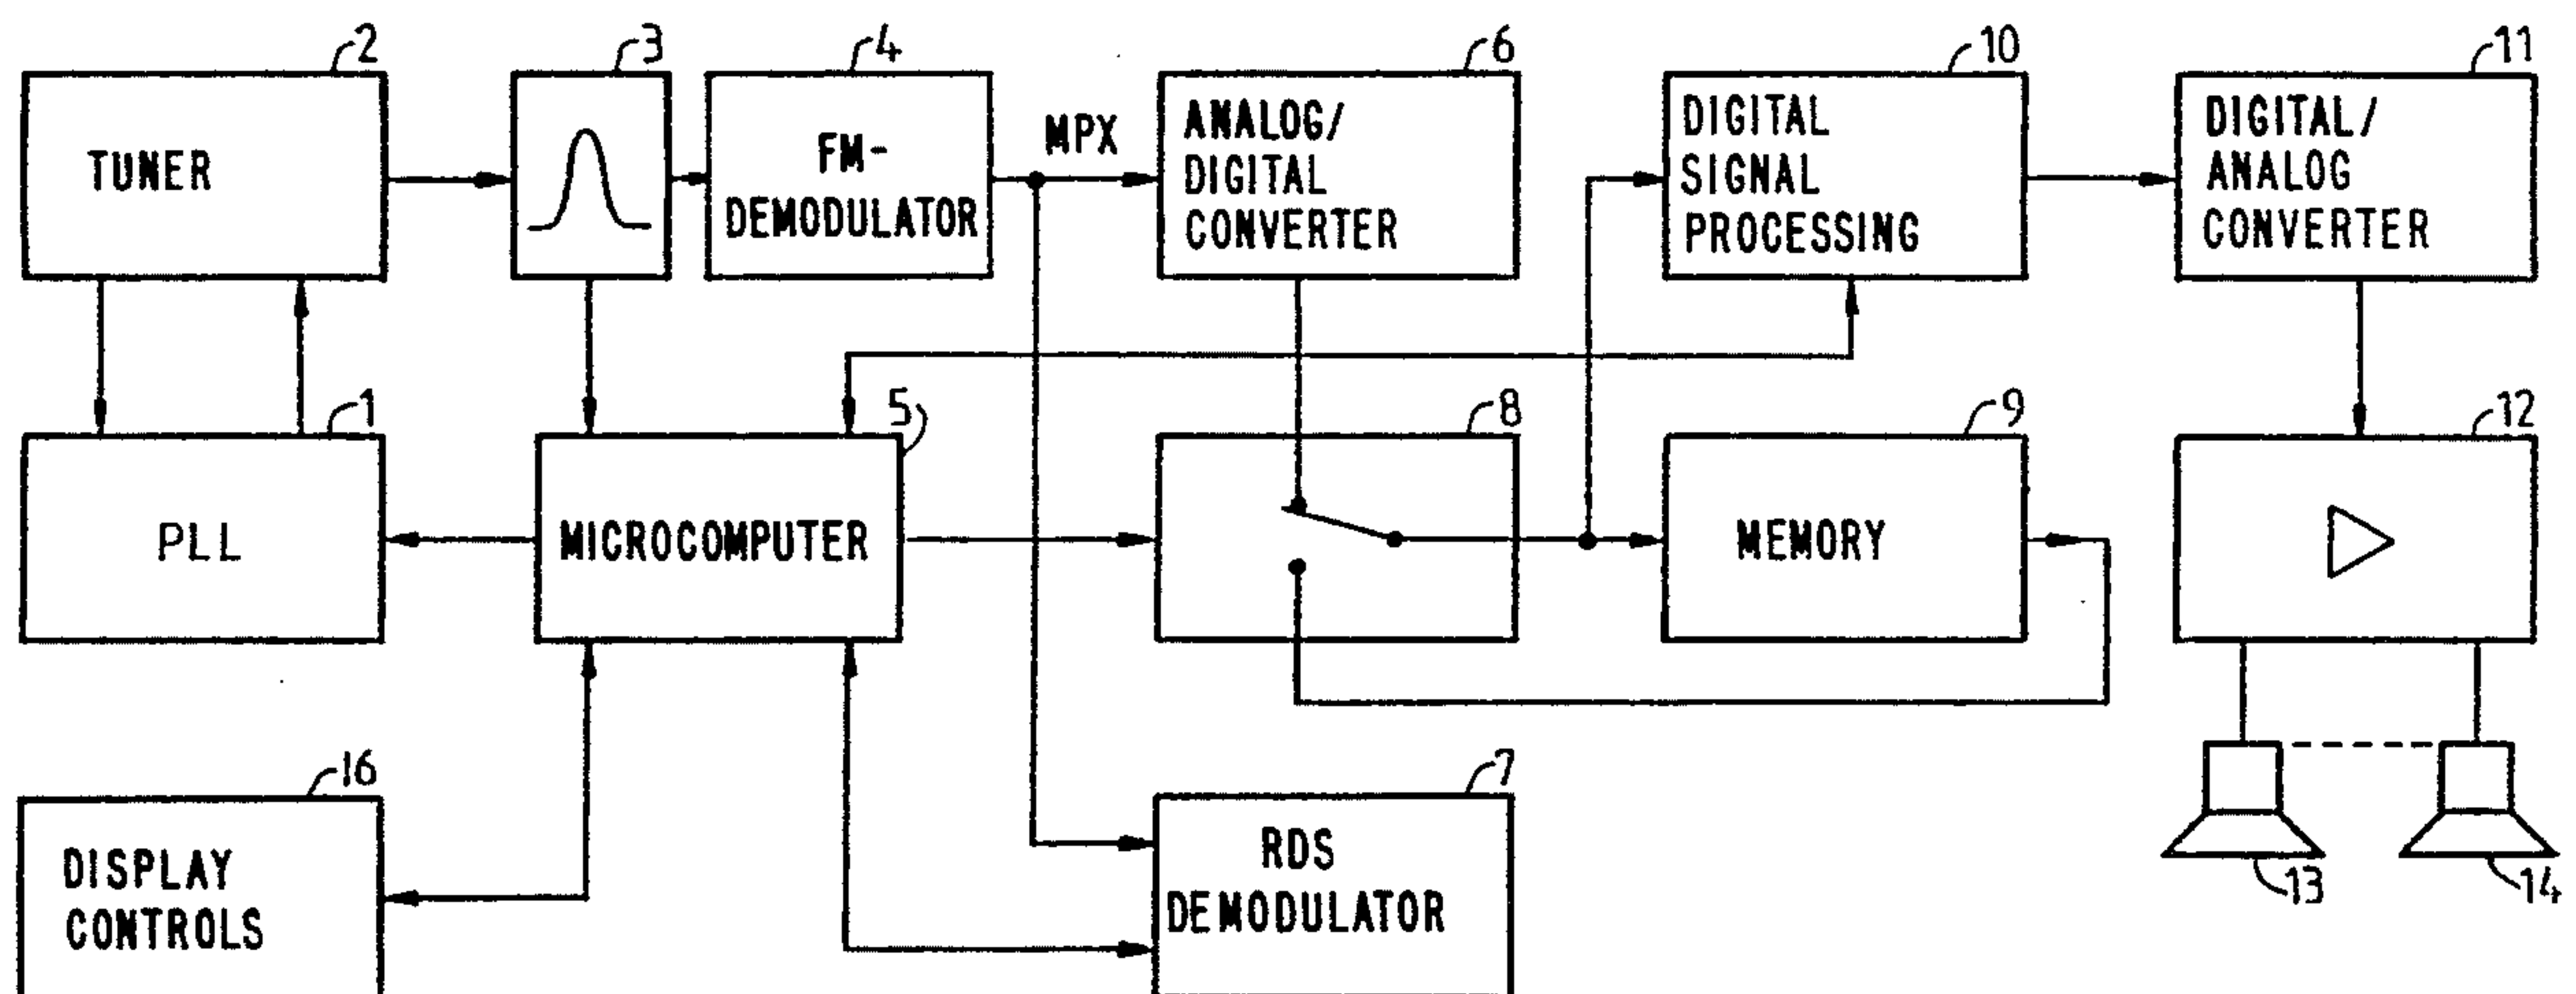 2
3
4
6
10
11
TUNER
FM-
DEMODULATOR
MPX
ANALOG/
DIGITAL
CONVERTER
DIGITAL
SIGNAL
PROCESSING
DIGITAL/
ANALOG
CONVERTER
1
5
8
9
12
PLL
MICROCOMPUTER
MEMORY
16
7
DISPLAY
CONTROLS
RDS
DEMODULATOR
13
14